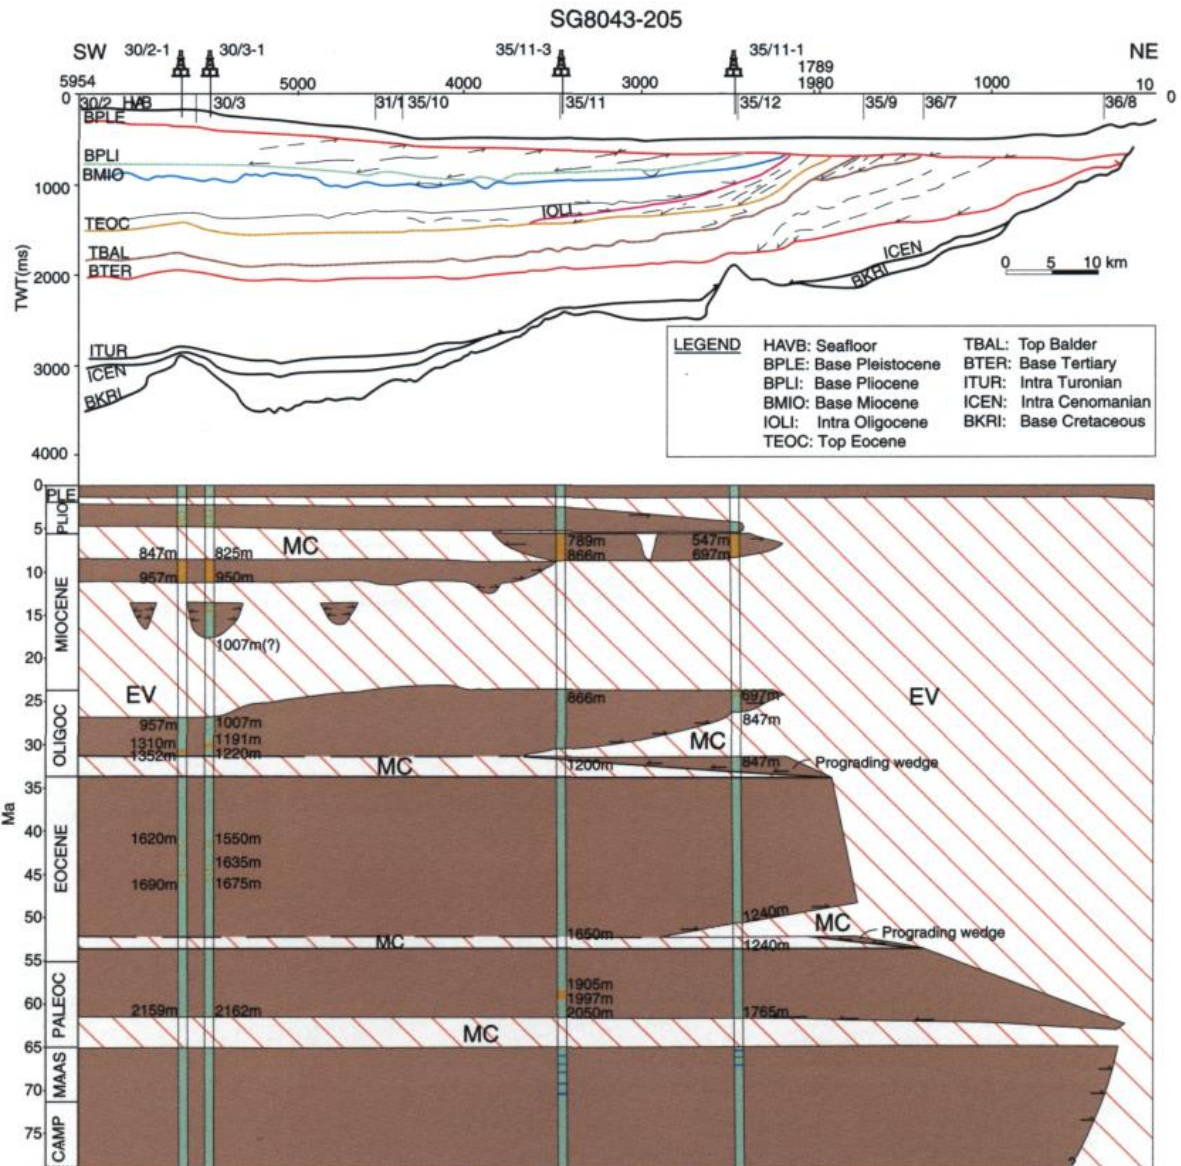 SG8043-205
SW 30/2-1 30/3-1 35/11-3 35/11-1 NE
1789
5954 5000 4000 3000 1980 1000 10
0 30/2 30/3 31/1 35/10 35/11 35/12 35/9 36/7 36/8 0
BPLE
BPLI
BMIO
1000
IOLI
TEOC
TBAL
BTER
2000
ICEN
BKRI
0 5 10 km
TWT(ms)
ITUR
ICEN
3000
BKRI
4000
LEGEND
HAVB: Seafloor
BPLE: Base Pleistocene
BPLI: Base Pliocene
BMIO: Base Miocene
IOLI: Intra Oligocene
TEOC: Top Eocene
TBAL: Top Balder
BTER: Base Tertiary
ITUR: Intra Turonian
ICEN: Intra Cenomanian
BKRI: Base Cretaceous
0 PLE
PLIO
5
MC
847m 825m 789m 547m
866m 697m
957m 950m
10
MIOCENE
15
1007m(?)
20
EV EV
25
OLIGOC
957m 1007m 866m 697m
847m
1310m 1191m MC
30
1352m 1220m
MC 1200m 847m Prograding wedge
35
Ma
EOCENE
40
1620m 1550m
1635m
45
1690m 1675m
50
1240m MC
1650m Prograding wedge
MC 1240m
55
PALEOC
1905m
60 1997m
2159m 2162m 2050m 1765m
MC
65
MAAS
70
CAMP
75
?